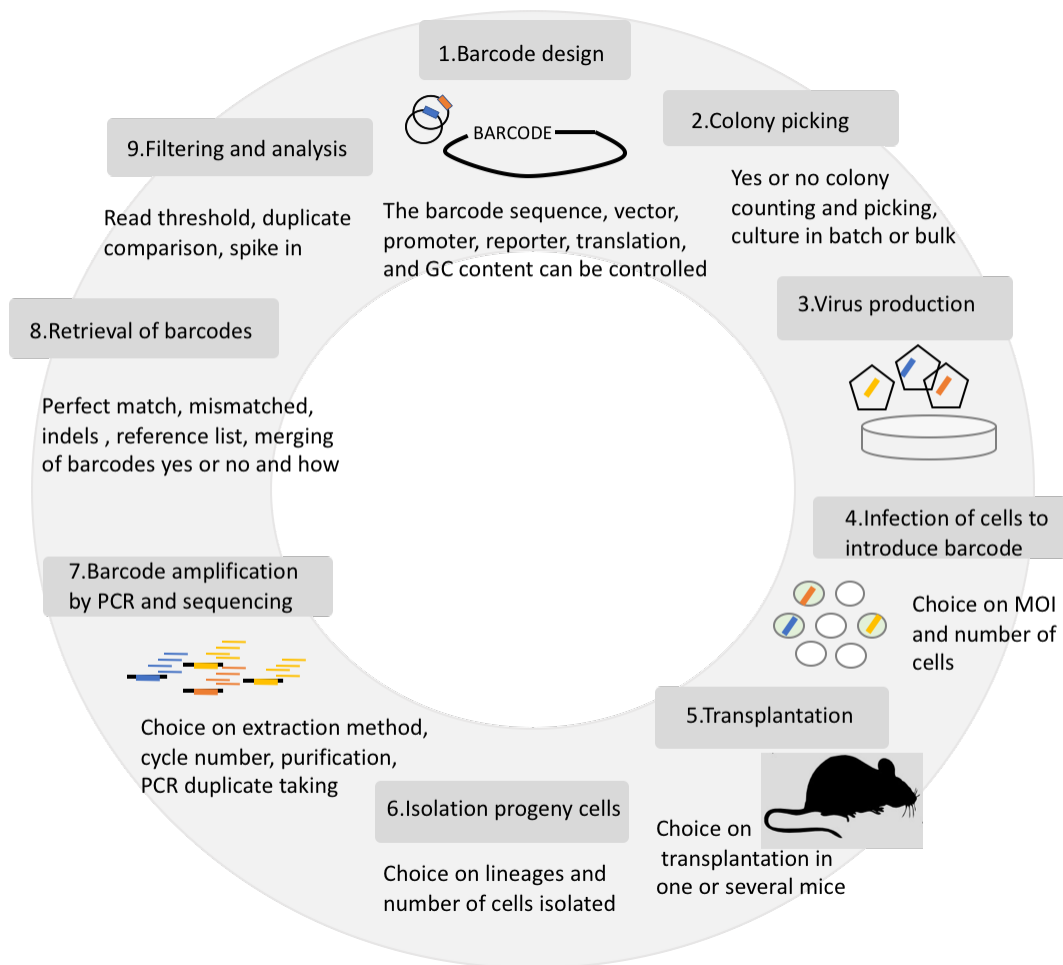 1.Barcode design
BARCODE
The barcode sequence, vector,
promoter, reporter, translation,
and GC content can be controlled
2.Colony picking
Yes or no colony
counting and picking,
culture in batch or bulk
3.Virus production
4.Infection of cells to
introduce barcode
Choice on MOI
and number of
cells
5.Transplantation
Choice on
transplantation in
one or several mice
6.Isolation progeny cells
Choice on lineages and
number of cells isolated
7.Barcode amplification
by PCR and sequencing
Choice on extraction method,
cycle number, purification,
PCR duplicate taking
8.Retrieval of barcodes
Perfect match, mismatched,
indels , reference list, merging
of barcodes yes or no and how
9.Filtering and analysis
Read threshold, duplicate
comparison, spike in